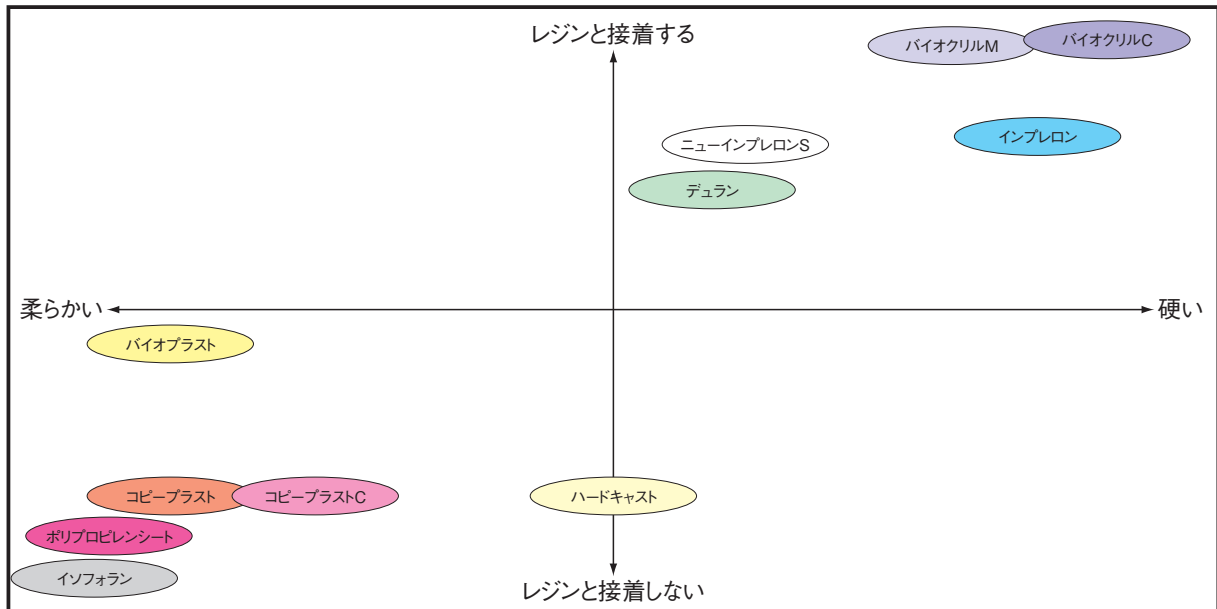 レジンと接着する
バイオクリルM
バイオクリルC
ニューインプレロンS
インプレロン
デュラン
柔らかい
硬い
バイオプラスト
コピープラスト
コピープラストC
ハードキャスト
ポリプロピレンシート
イソフォラン
レジンと接着しない